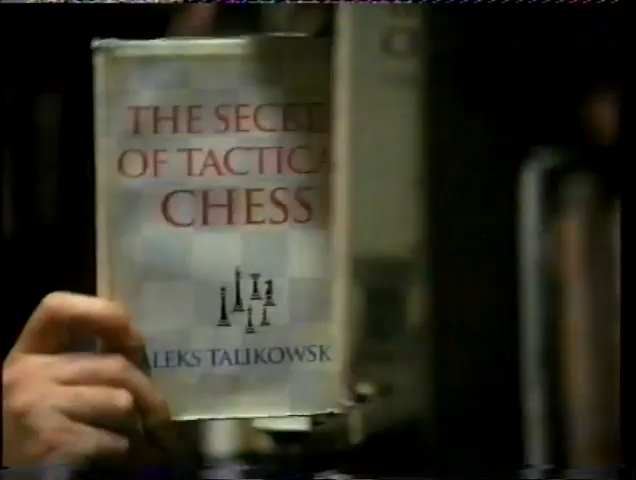 THE SECRE
OF TACTICA
CHESS
ALEKS TALIKOWSK